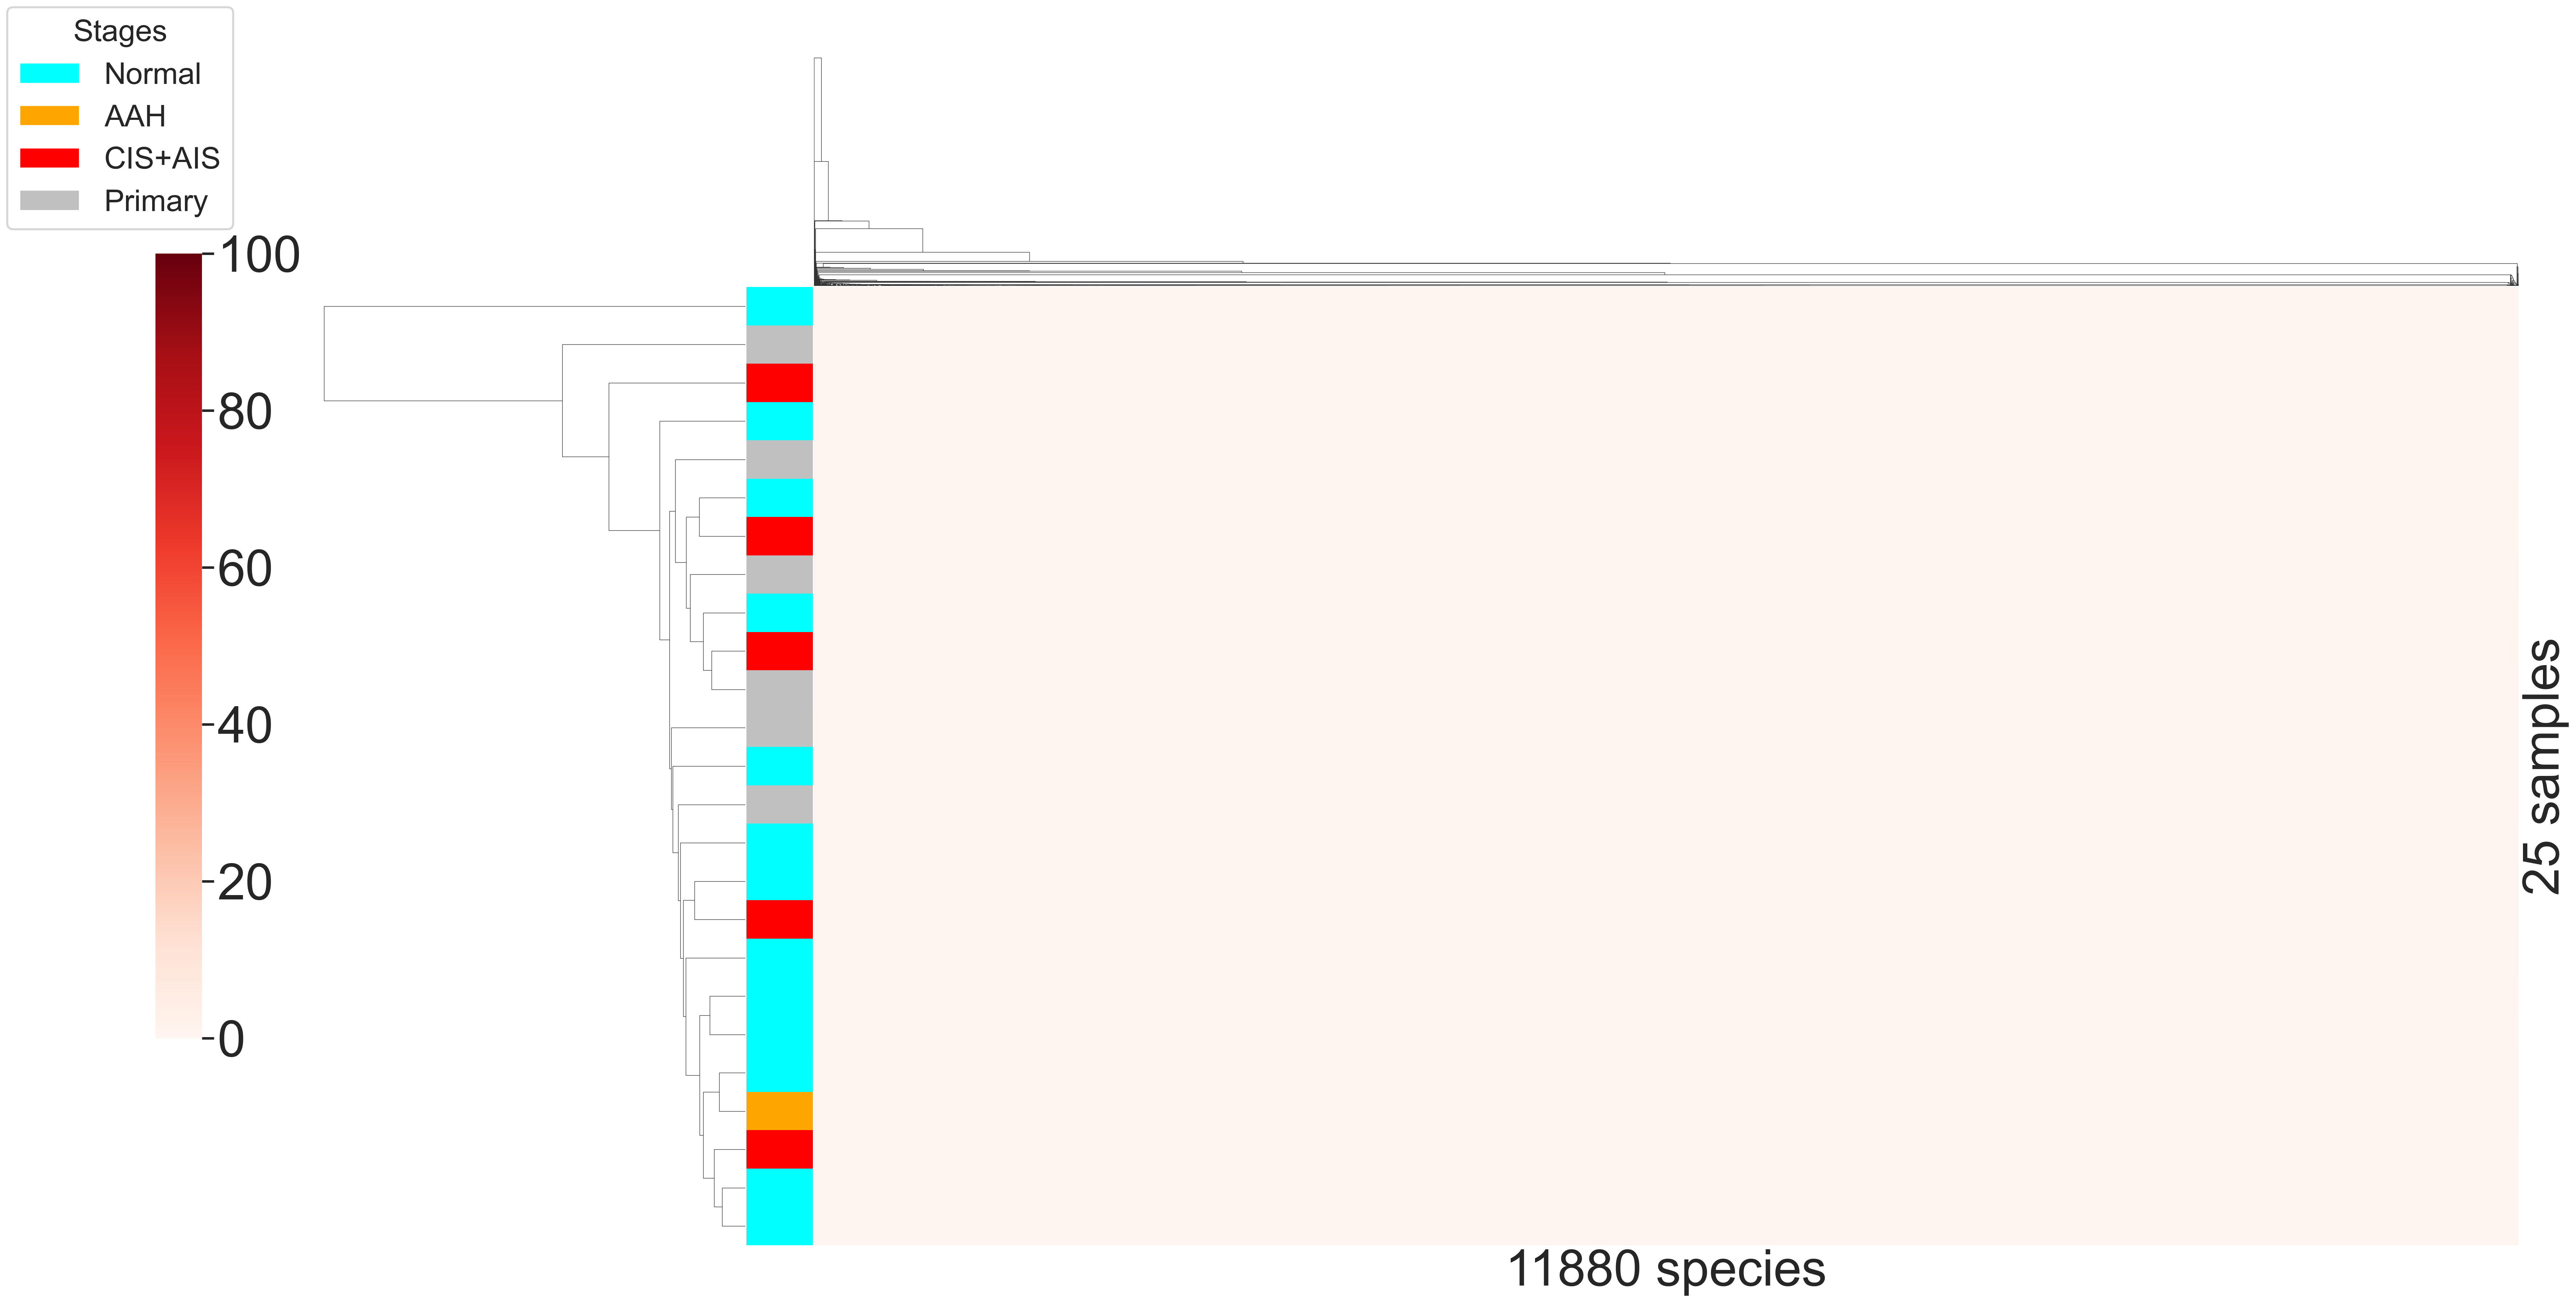 Stages
Normal
AAH
CIS+AIS
Primary
100
80
60
40
20
0
25 samples
11880 species